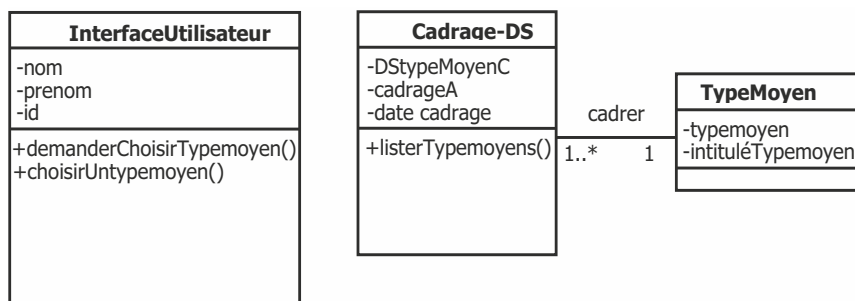 InterfaceUtilisateur
-nom
-prenom
-id
+demanderChoisirTypemoyen()
+choisirUntypemoyen()
Cadrage-DS
-DStypeMoyenC
-cadrageA
-date cadrage
+listerTypemoyens()
cadrer
1..* 1
TypeMoyen
-typemoyen
-intituléTypemoyen